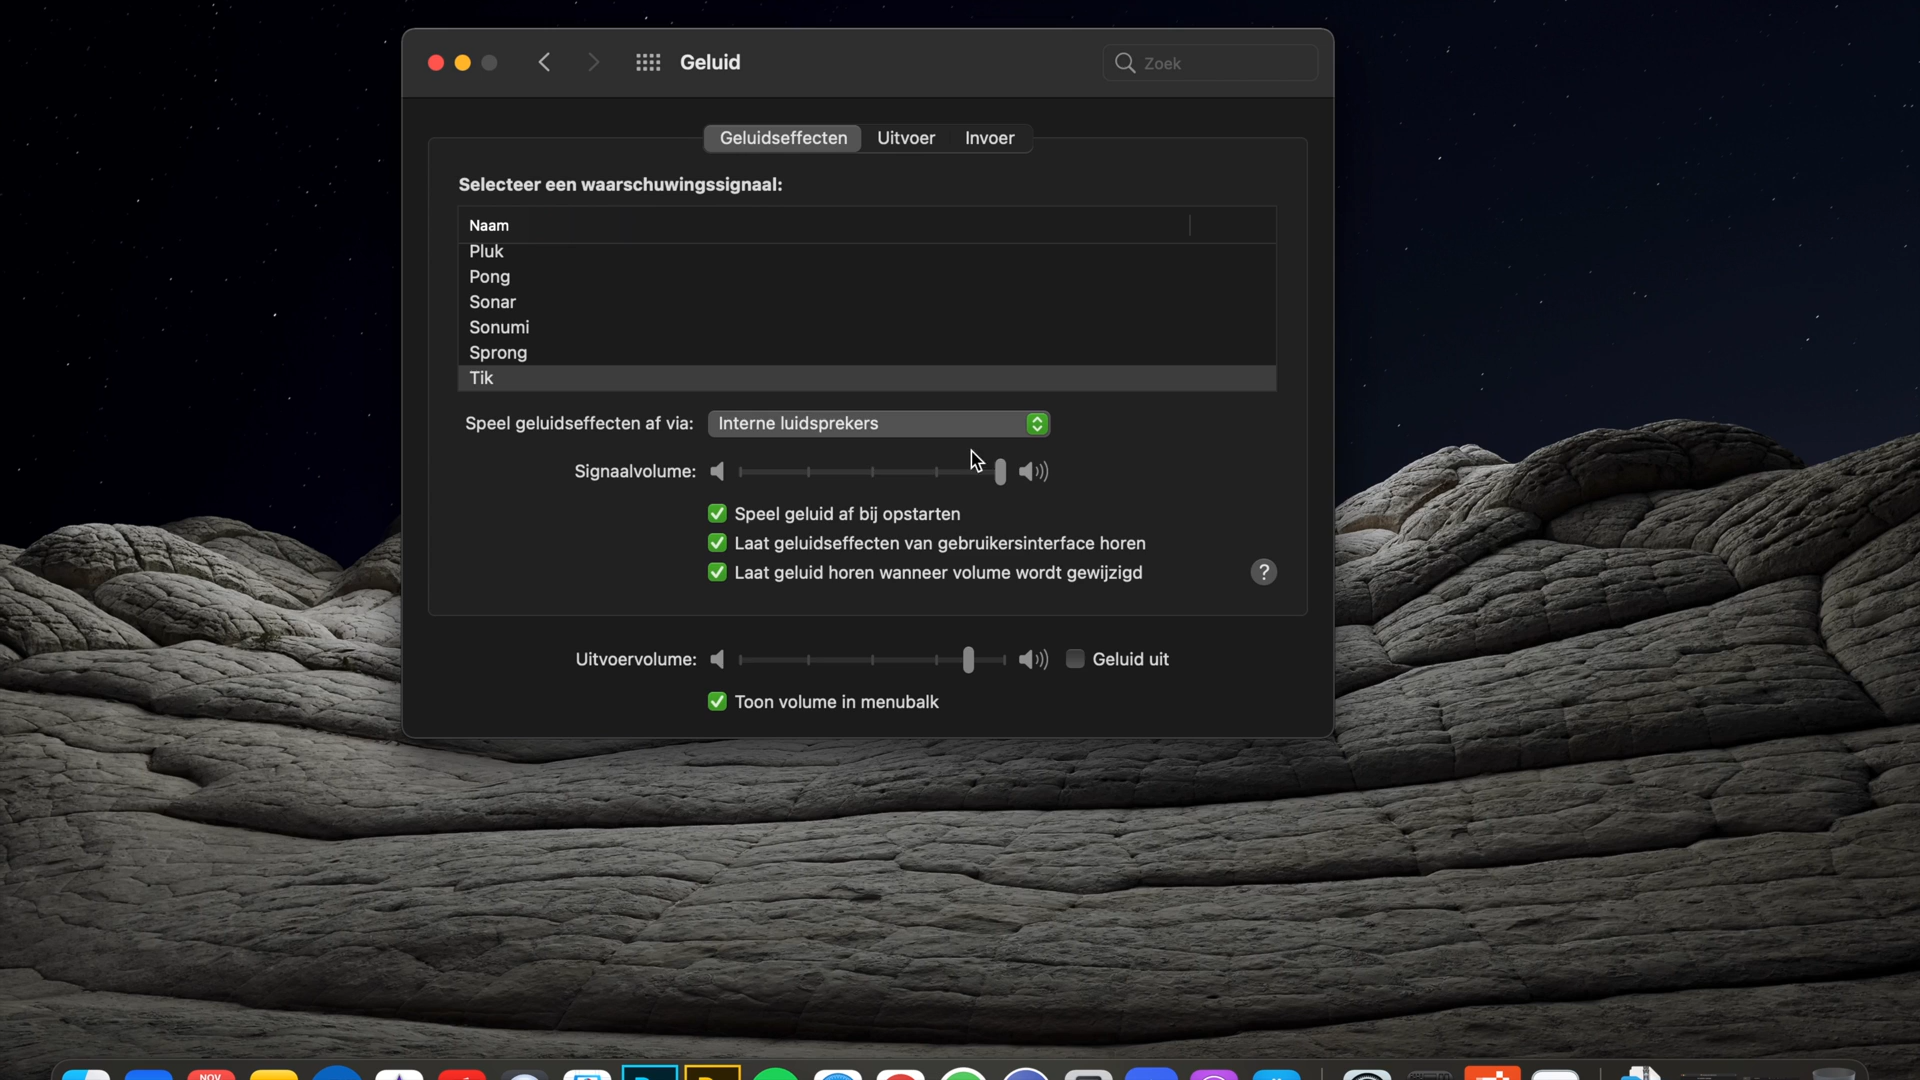 Geluid
Zoek
Geluidseffecten Uitvoer Invoer
Selecteer een waarschuwingssignaal:
Naam
Pluk
Pong
Sonar
Sonumi
Sprong
Tik
Speel geluidseffecten af via: Interne luidsprekers
Signaalvolume:
Speel geluid af bij opstarten
Laat geluidseffecten van gebruikersinterface horen
Laat geluid horen wanneer volume wordt gewijzigd
?
Uitvoervolume: Geluid uit
Toon volume in menubalk
NOV